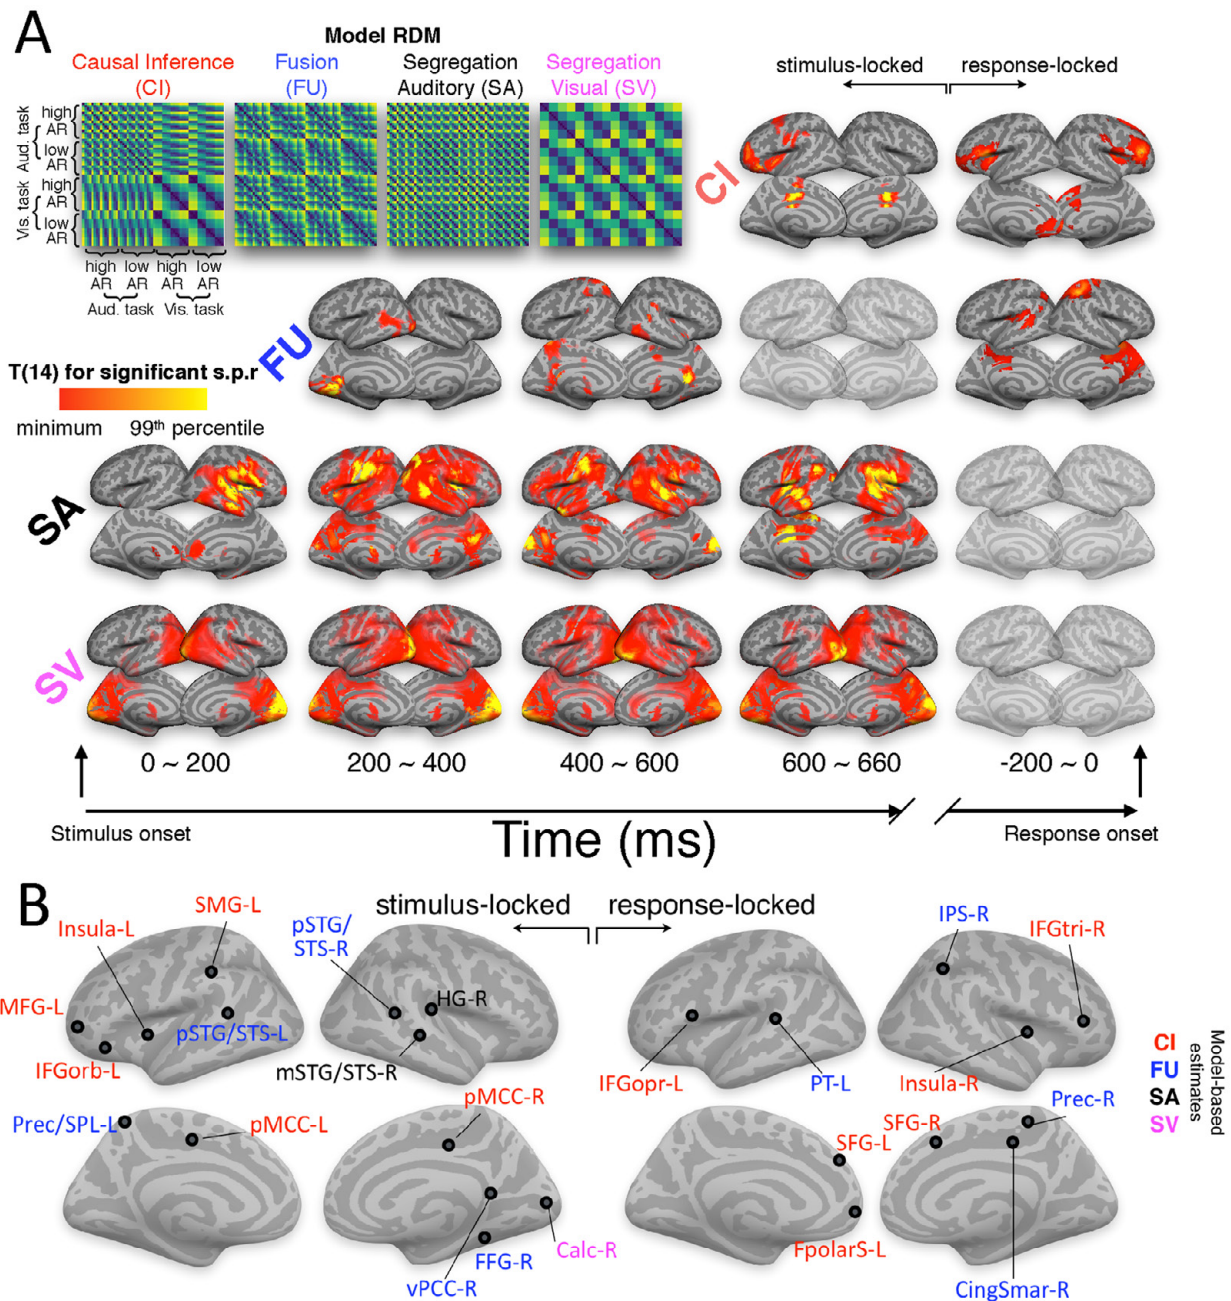 A
Model RDM
Causal Inference
(CI)
Fusion
(FU)
Segregation
Auditory (SA)
Segregation
Visual (SV)
stimulus-locked
response-locked
Aud. task
high
AR
low
AR
Vis. task
high
AR
low
AR
high
AR
low
AR
high
AR
low
AR
Aud. task
Vis. task
CI
FU
T(14) for significant s.p.r
minimum
99th percentile
SA
SV
0 ~ 200
200 ~ 400
400 ~ 600
600 ~ 660
-200 ~ 0
Stimulus onset
Time (ms)
Response onset
B
stimulus-locked
response-locked
SMG-L
Insula-L
MFG-L
IFGorb-L
pSTG/STS-L
pSTG/
STS-R
HG-R
mSTG/STS-R
IFGopr-L
PT-L
IPS-R
IFGtri-R
Insula-R
Prec/SPL-L
pMCC-L
pMCC-R
vPCC-R
FFG-R
Calc-R
SFG-L
FpolarS-L
SFG-R
Prec-R
CingSmar-R
CI
FU
SA
SV
Model-based
estimates